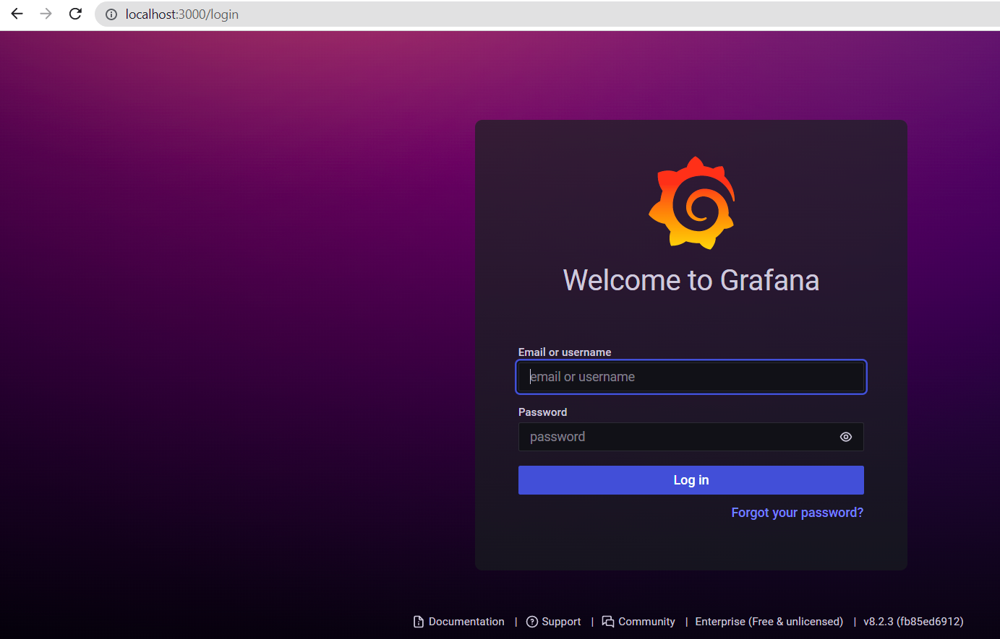 localhost:3000/login
Welcome to Grafana
Email or username
email or username
Password
password
Log in
Forgot your password?
Documentation | Support | Community | Enterprise (Free & unlicensed) | v8.2.3 (fb85ed6912)